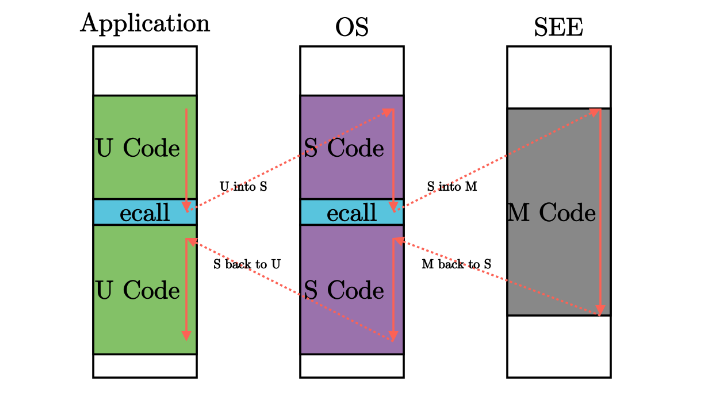 Application
OS
SEE
U Code
S Code
U into S
S into M
ecall
ecall
M Code
S back to U
M back to S
U Code
S Code